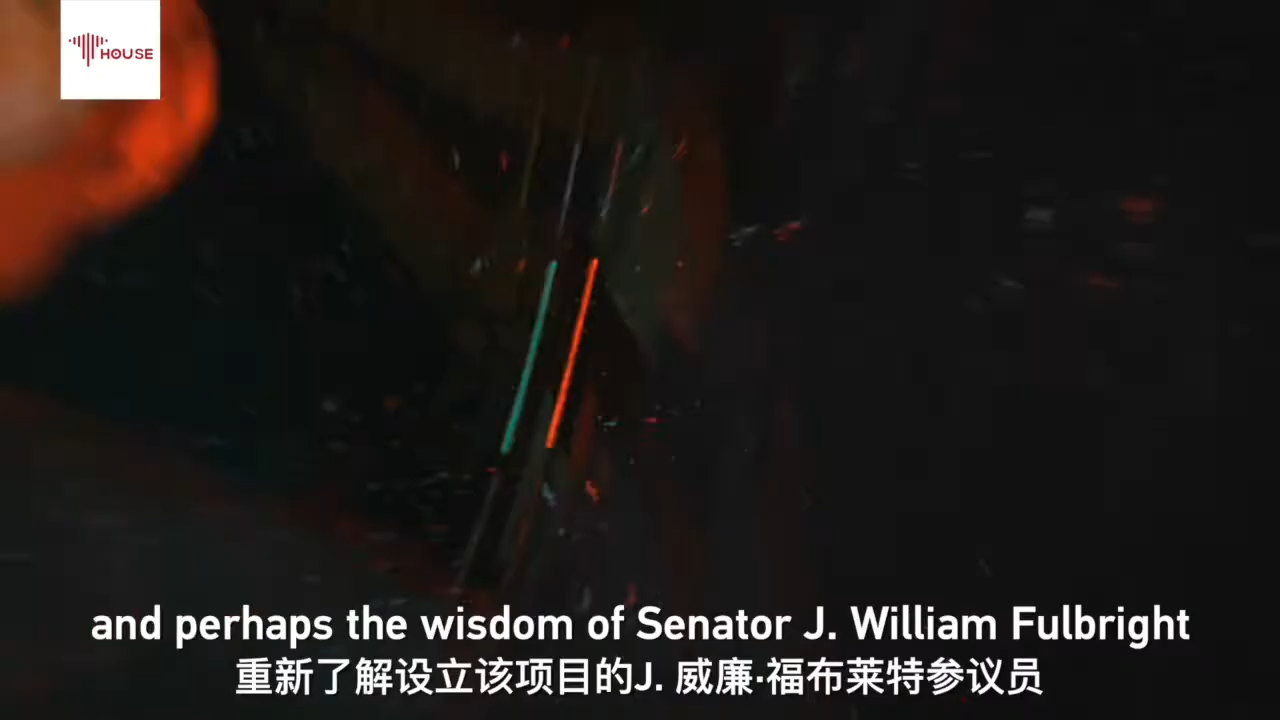 HOUSE
and perhaps the wisdom of Senator J. William Fulbright
重新了解设立该项目的J. 威廉·福布莱特参议员